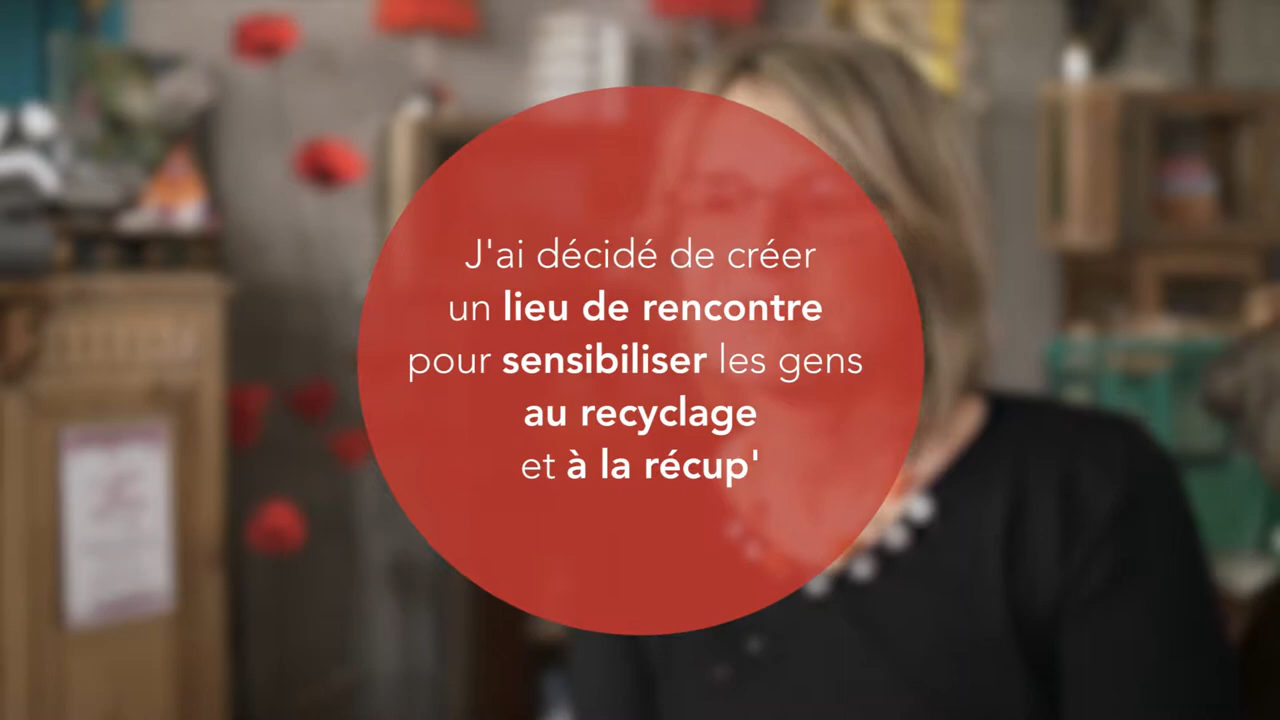 J'ai décidé de créer
un lieu de rencontre
pour sensibiliser les gens
au recyclage
et à la récup'